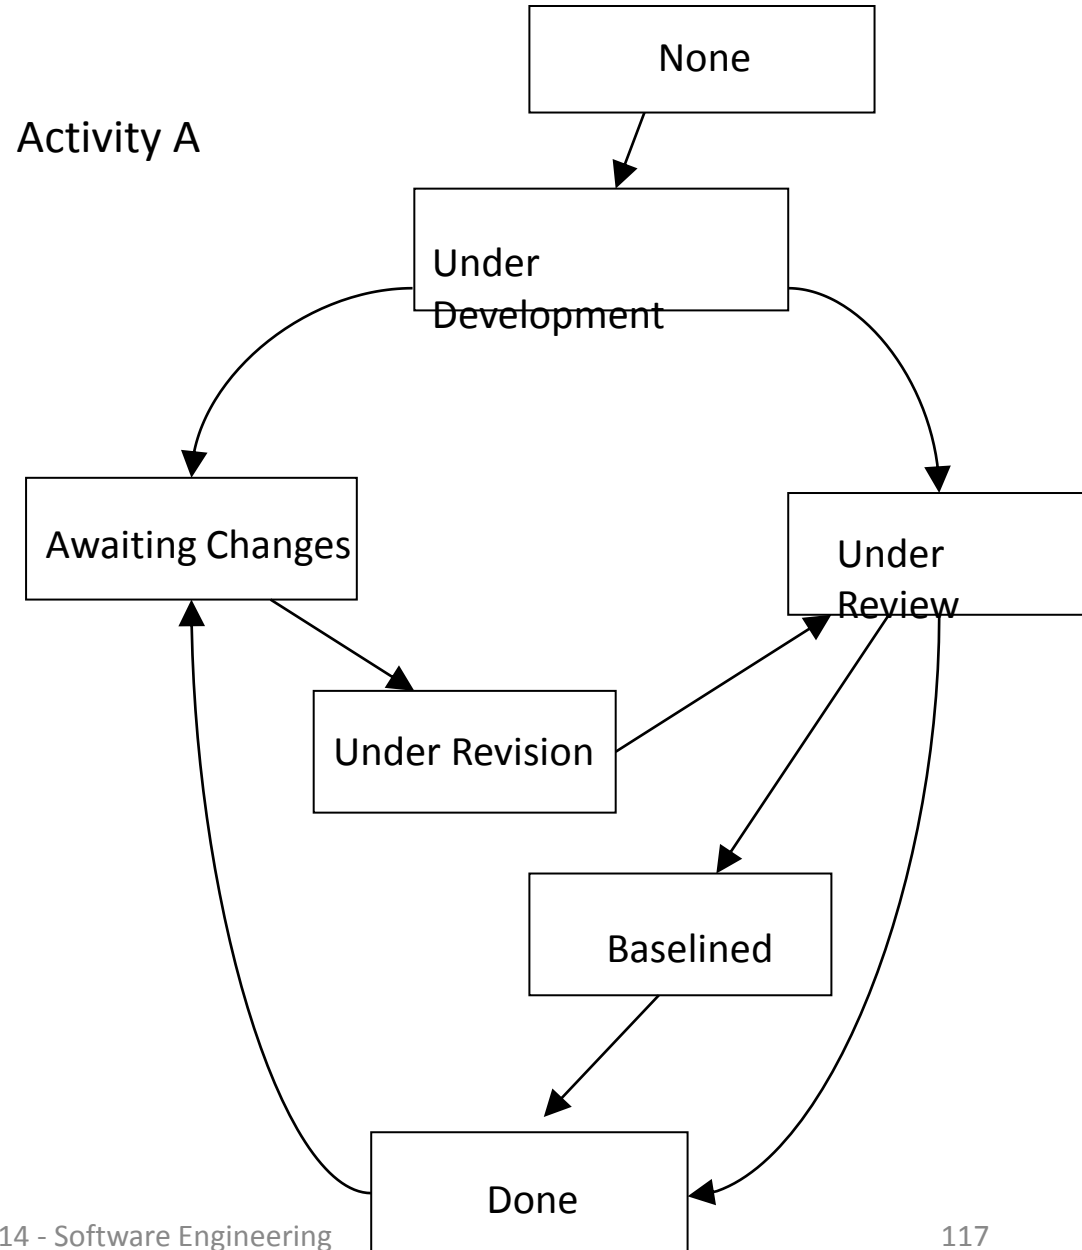 None
Activity A
Under
Development
Awaiting Changes
Under
Review
Under Revision
Baselined
Done
14 - Software Engineering
117